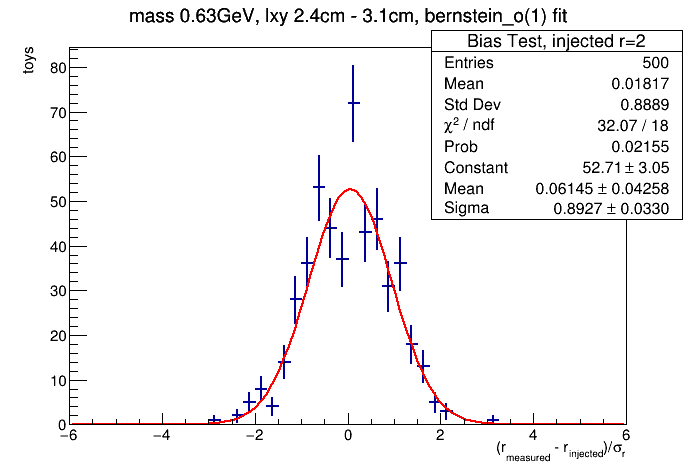 mass 0.63GeV, lxy 2.4cm - 3.1cm, bernstein_o(1) fit
Bias Test, injected r=2
Entries 500
Mean 0.01817
Std Dev 0.8889
χ² / ndf 32.07 / 18
Prob 0.02155
Constant 52.71 ± 3.05
Mean 0.06145 ± 0.04258
Sigma 0.8927 ± 0.0330
toys
80
70
60
50
40
30
20
10
0
−6 −4 −2 0 2 4 6
(r_measured - r_injected)/σ_r